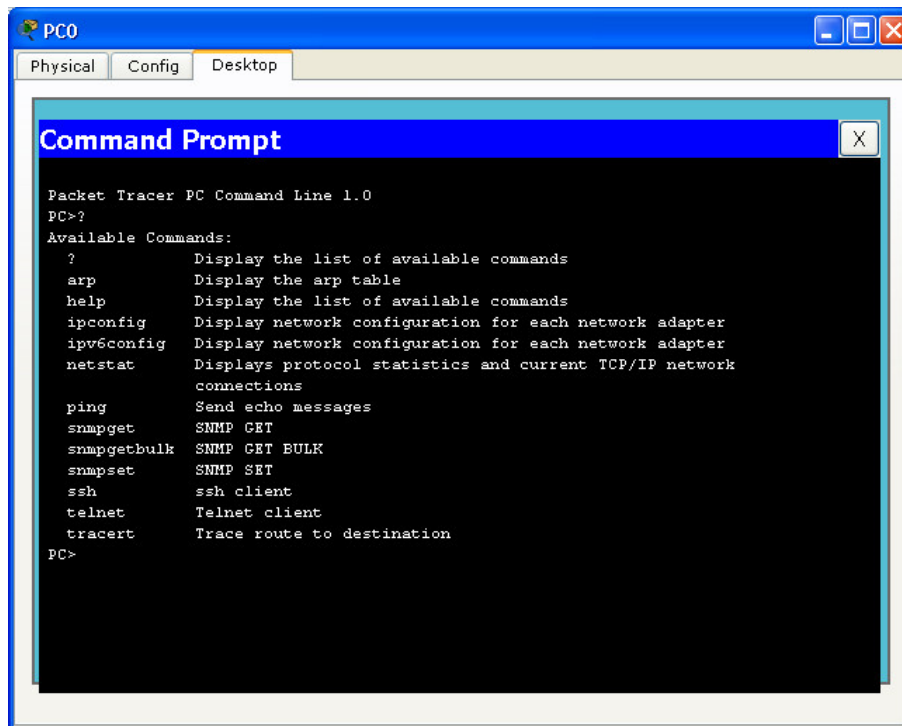 PC0
Physical Config Desktop
Command Prompt X
Packet Tracer PC Command Line 1.0
PC>?
Available Commands:
? Display the list of available commands
arp Display the arp table
help Display the list of available commands
ipconfig Display network configuration for each network adapter
ipv6config Display network configuration for each network adapter
netstat Displays protocol statistics and current TCP/IP network
connections
ping Send echo messages
snmpget SNMP GET
snmpgetbulk SNMP GET BULK
snmpset SNMP SET
ssh ssh client
telnet Telnet client
tracert Trace route to destination
PC>